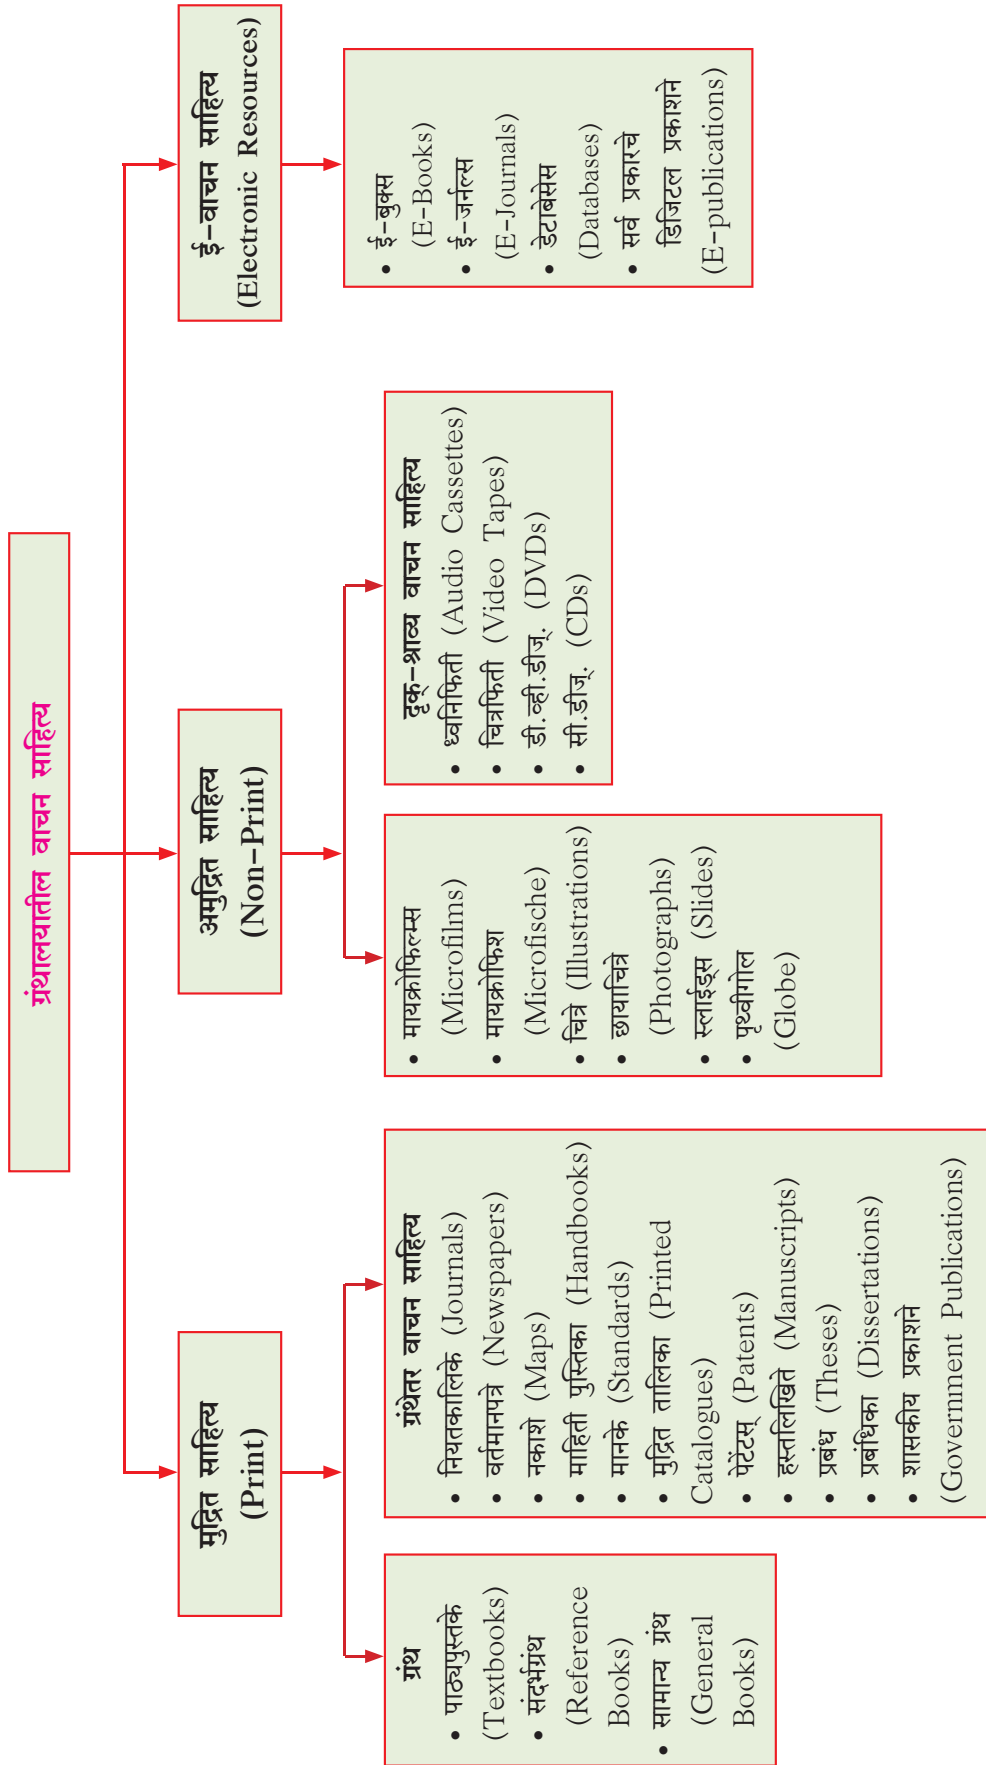 ग्रंथालयातील वाचन साहित्य
मुद्रित साहित्य
(Print)
अमुद्रित साहित्य
(Non-Print)
ई-वाचन साहित्य
(Electronic Resources)
ग्रंथ
• पाठ्यपुस्तके
(Textbooks)
• संदर्भग्रंथ
(Reference
Books)
• सामान्य ग्रंथ
(General
Books)
ग्रंथेतर वाचन साहित्य
• नियतकालिके (Journals)
• वर्तमानपत्रे (Newspapers)
• नकाशे (Maps)
• माहिती पुस्तिका (Handbooks)
• मानके (Standards)
• मुद्रित तालिका (Printed
Catalogues)
• पेटेंटस् (Patents)
• हस्तलिखिते (Manuscripts)
• प्रबंध (Theses)
• प्रबंधिका (Dissertations)
• शासकीय प्रकाशने
(Government Publications)
• मायक्रोफिल्म्स
(Microfilms)
• मायक्रोफिश
(Microfische)
• चित्रे (Illustrations)
• छायाचित्रे
(Photographs)
• स्लाईड्स (Slides)
• पृथ्वीगोल
(Globe)
दृक्-श्राव्य वाचन साहित्य
• ध्वनिफिती (Audio Cassettes)
• चित्रफिती (Video Tapes)
• डी.व्ही.डीज्. (DVDs)
• सी.डीज्. (CDs)
• ई-बुक्स
(E-Books)
• ई-जर्नल्स
(E-Journals)
• डेटाबेसेस
(Databases)
• सर्व प्रकारचे
डिजिटल प्रकाशने
(E-publications)